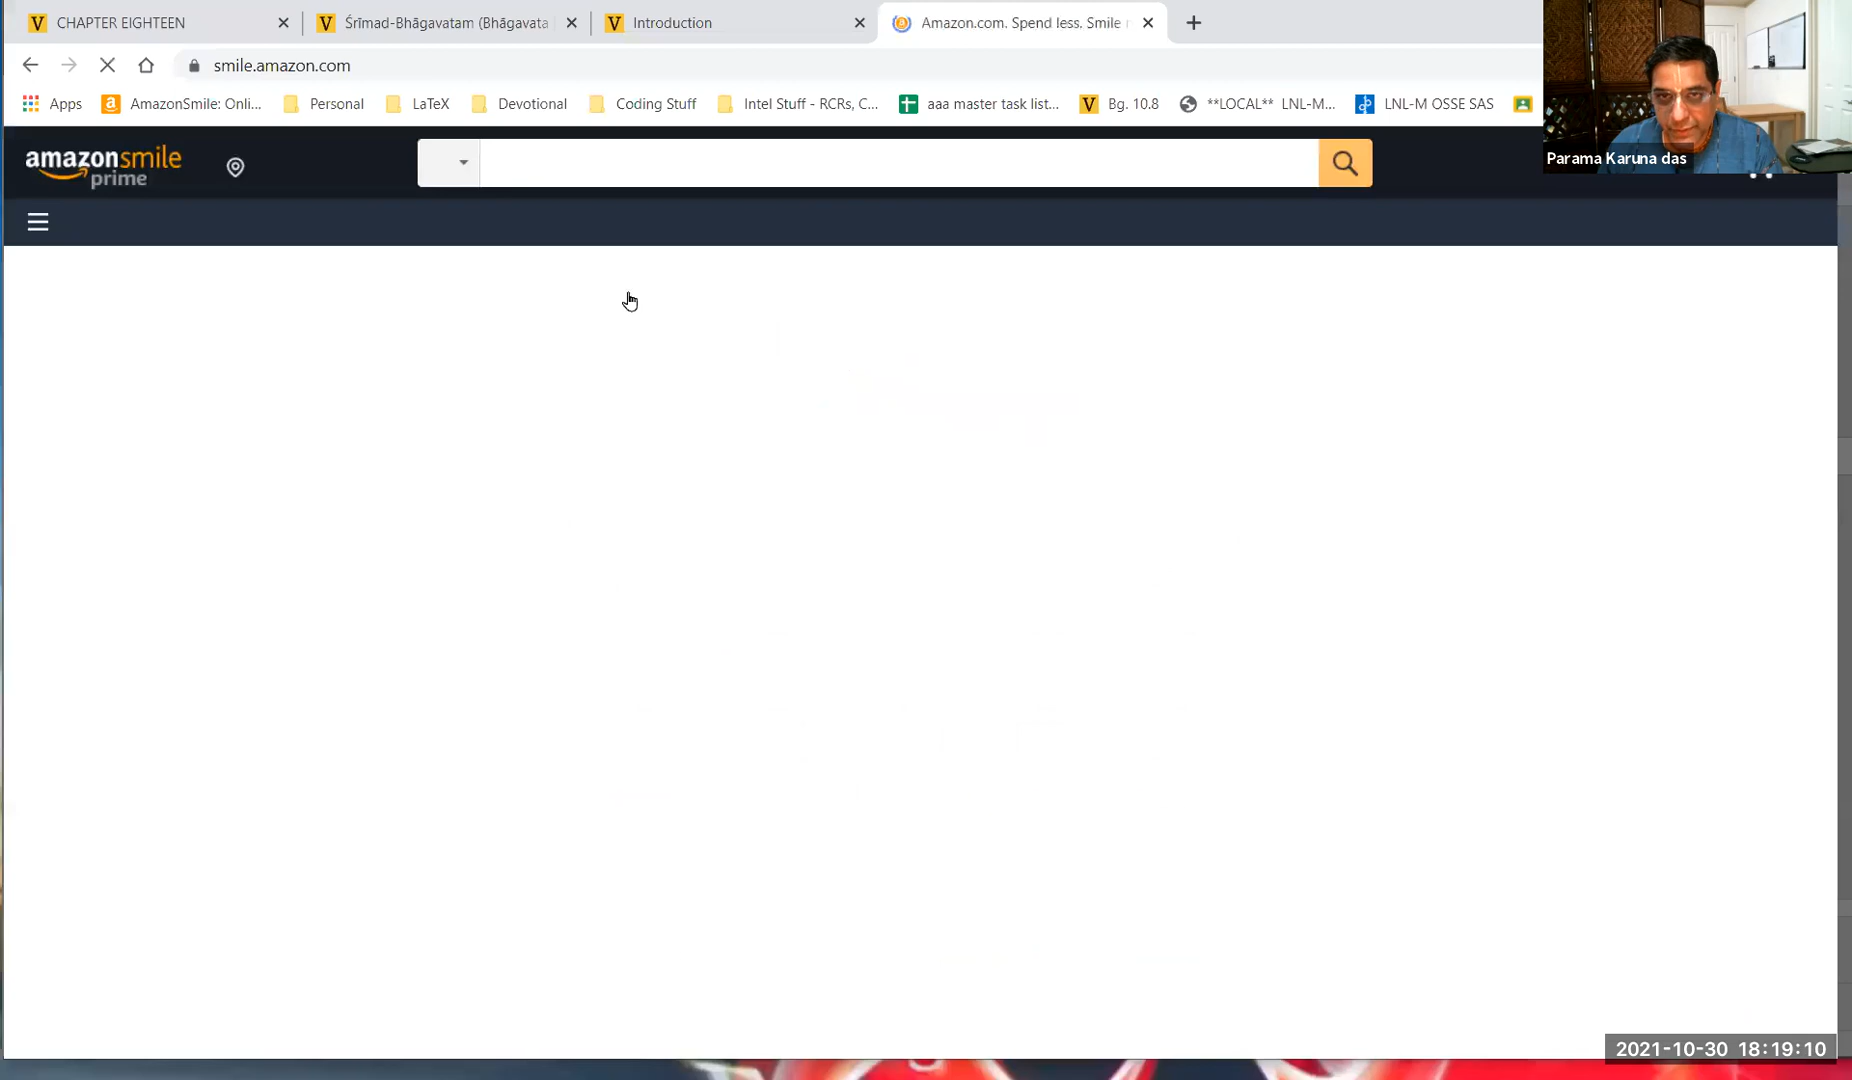 CHAPTER EIGHTEEN
Śrīmad-Bhāgavatam (Bhāgavata
Introduction
Amazon.com. Spend less. Smile
smile.amazon.com
Apps
AmazonSmile: Onli...
Personal
LaTeX
Devotional
Coding Stuff
Intel Stuff - RCRs, C...
aaa master task list...
Bg. 10.8
**LOCAL** LNL-M...
LNL-M OSSE SAS
amazonsmile
prime
Parama Karuna das
2021-10-30 18:19:10